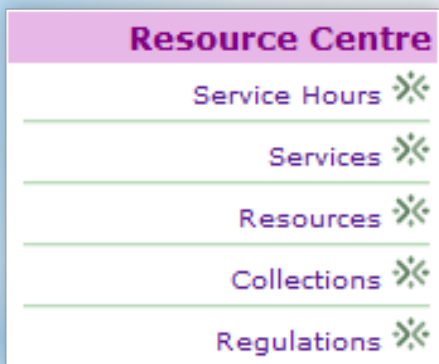 Resource Centre
Service Hours
Services
Resources
Collections
Regulations